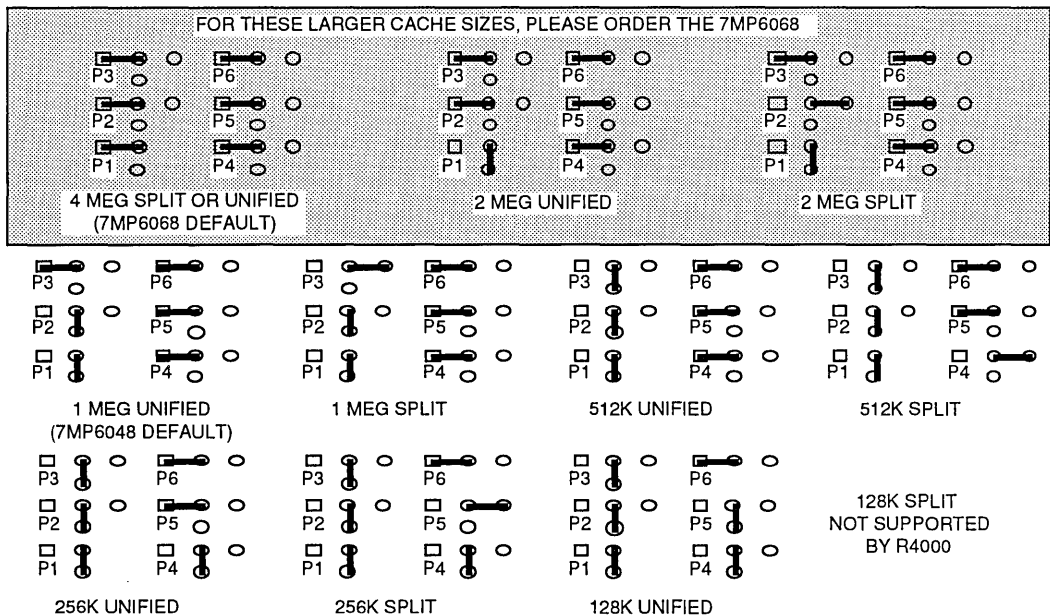 FOR THESE LARGER CACHE SIZES, PLEASE ORDER THE 7MP6068
P3 P6 P3 P6 P3 P6
P2 P5 P2 P5 P2 P5
P1 P4 P1 P4 P1 P4
4 MEG SPLIT OR UNIFIED 2 MEG UNIFIED 2 MEG SPLIT
(7MP6068 DEFAULT)
P3 P6 P3 P6 P3 P6 P3 P6
P2 P5 P2 P5 P2 P5 P2 P5
P1 P4 P1 P4 P1 P4 P1 P4
1 MEG UNIFIED 1 MEG SPLIT 512K UNIFIED 512K SPLIT
(7MP6048 DEFAULT)
P3 P6 P3 P6 P3 P6
P2 P5 P2 P5 P2 P5
P1 P4 P1 P4 P1 P4
128K SPLIT
NOT SUPPORTED
BY R4000
256K UNIFIED 256K SPLIT 128K UNIFIED